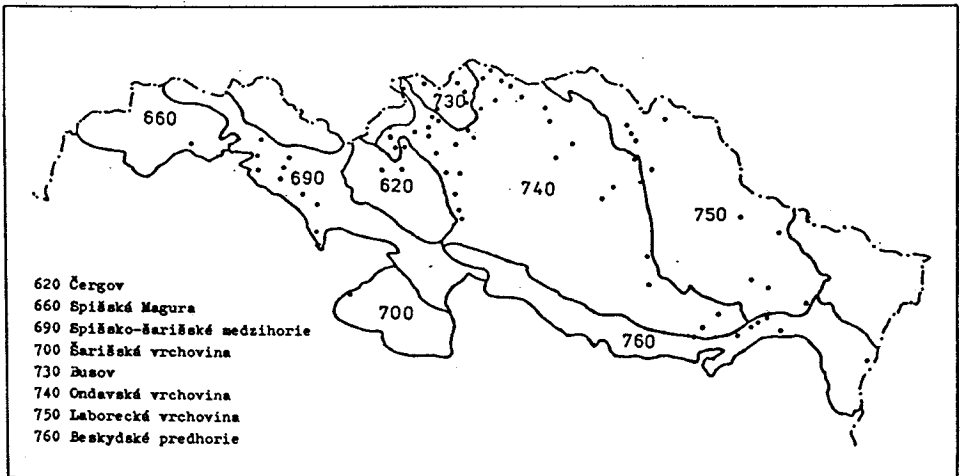 730
660
690
620
740
750
700
760
620 Čergov
660 Spišská Magura
690 Spišsko-šarišské medzihorie
700 Šarišská vrchovina
730 Busov
740 Ondavská vrchovina
750 Laborecká vrchovina
760 Beskydské predhorie